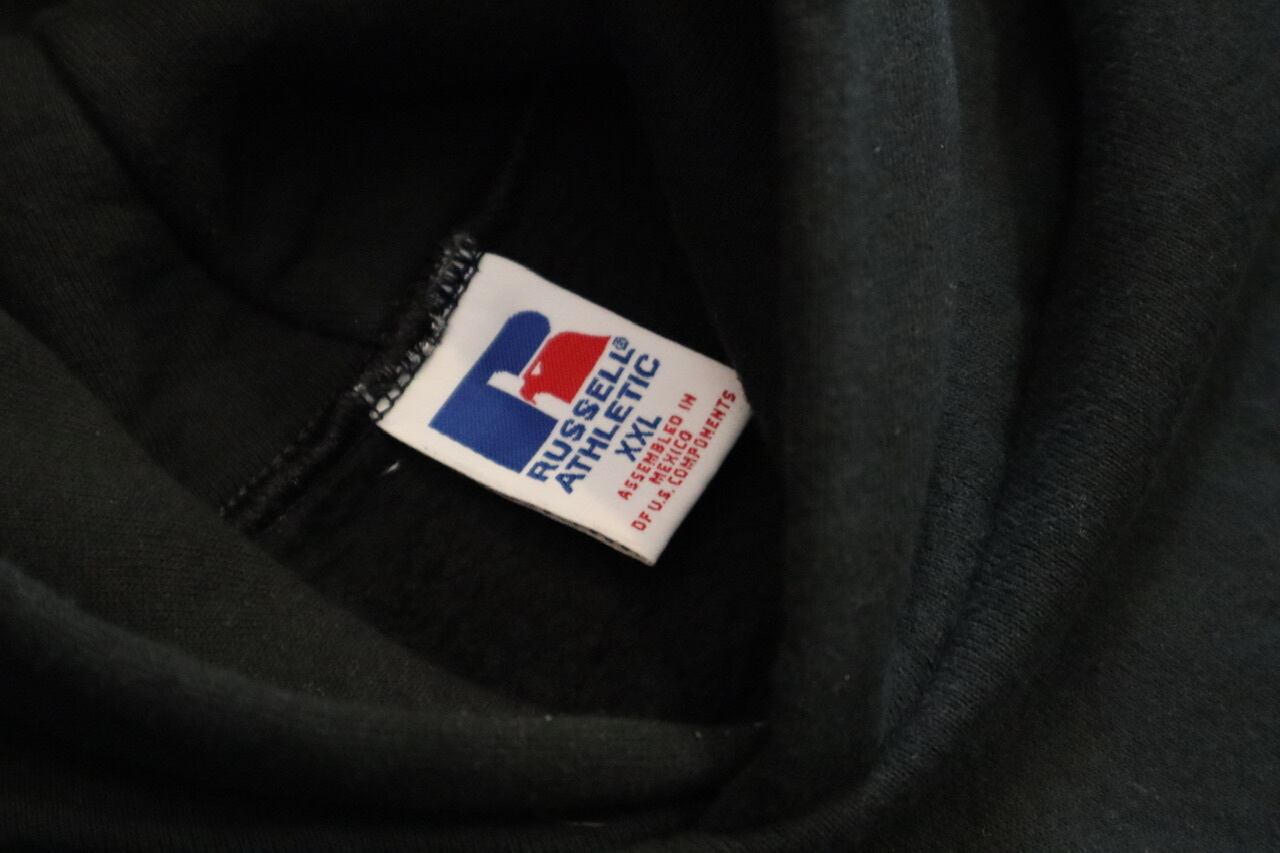 RUSSELL®
ATHLETIC
XXL
ASSEMBLED IN
MEXICO
OF U.S. COMPONENTS